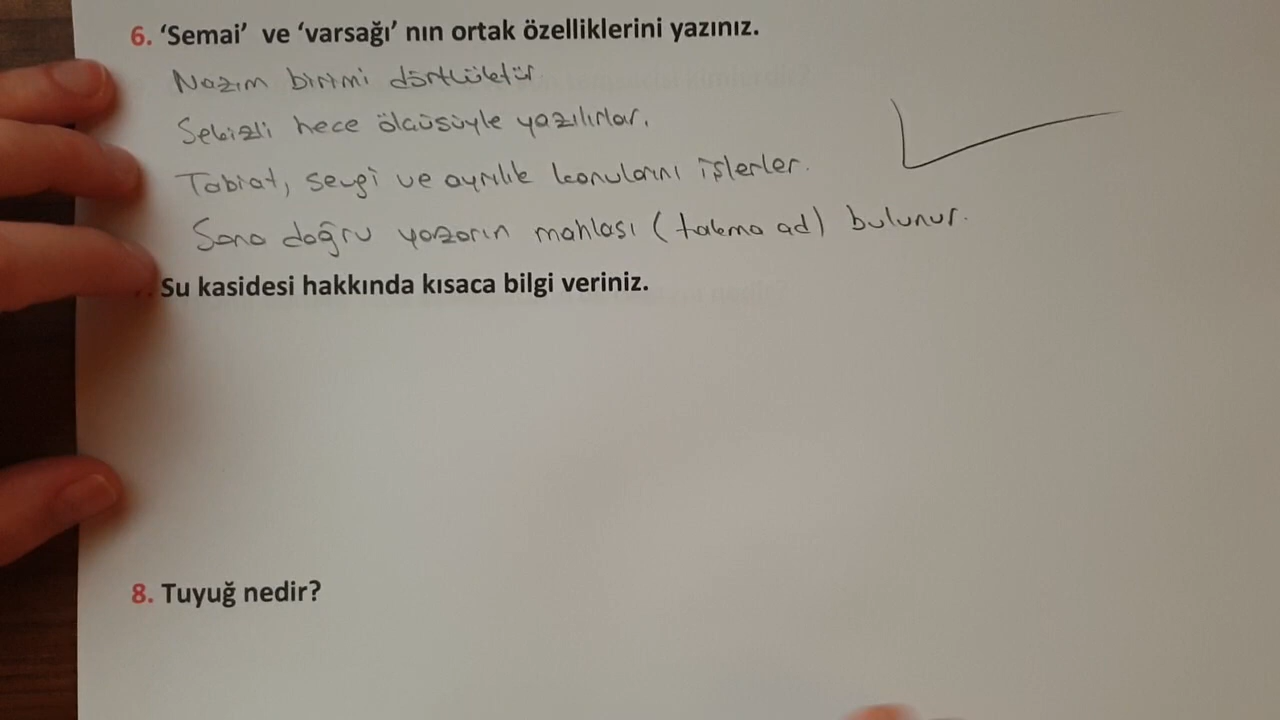 6. ‘Semai’ ve ‘varsağı’ nın ortak özelliklerini yazınız.
Nazım birimi dörtlüktür
Sekizli hece ölçüsüyle yazılırlar.
Tabiat, sevgi ve ayrılık konularını işlerler.
Sona doğru yazarın mahlası (takma ad) bulunur.
Su kasidesi hakkında kısaca bilgi veriniz.
8. Tuyuğ nedir?